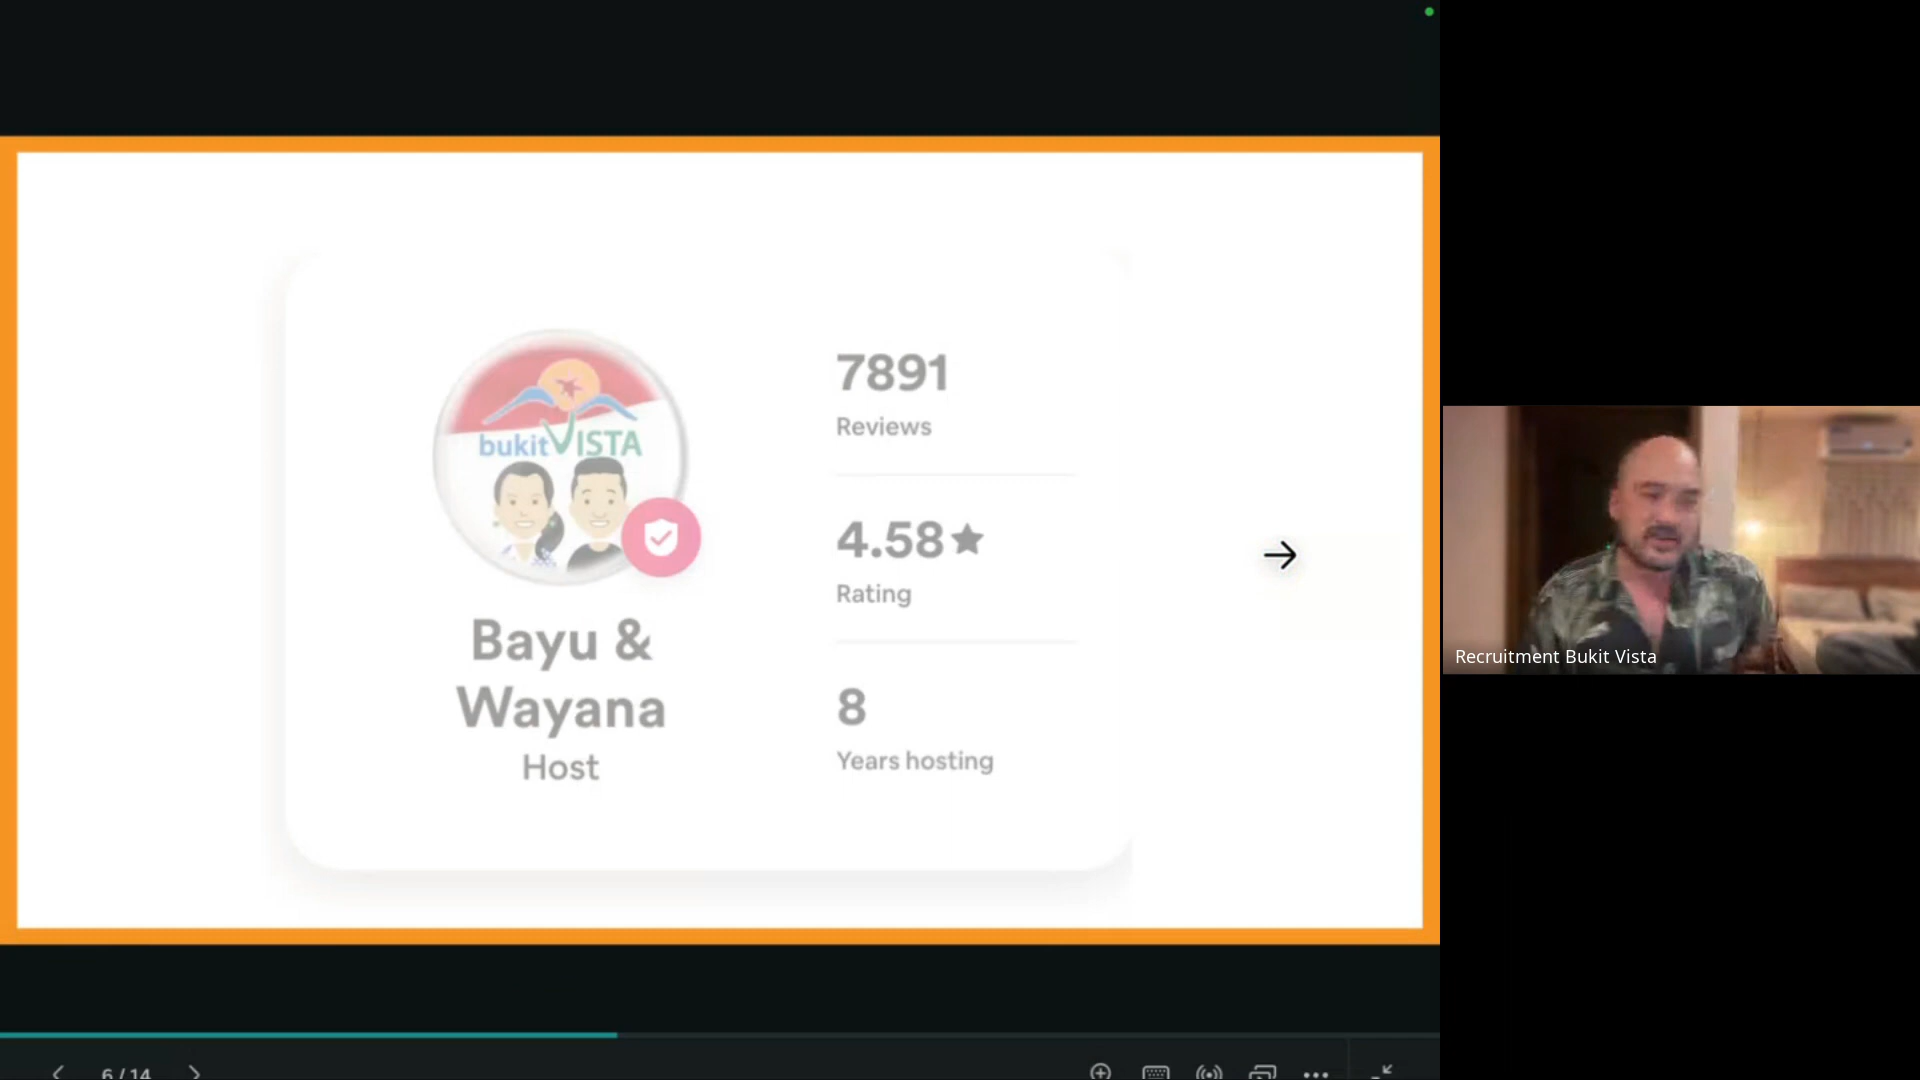 bukitVISTA
Bayu &
Wayana
Host
7891
Reviews
4.58★
Rating
8
Years hosting
Recruitment Bukit Vista
6 / 14